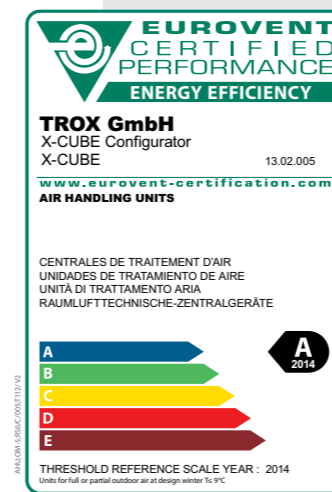 EUROVENT
CERTIFIED
PERFORMANCE
ENERGY EFFICIENCY
TROX GmbH
X-CUBE Configurator
X-CUBE 13.02.005
www.eurovent-certification.com
AIR HANDLING UNITS
CENTRALES DE TRAITEMENT D'AIR
UNIDADES DE TRATAMIENTO DE AIRE
UNITÀ DI TRATTAMENTO ARIA
RAUMLUFTTECHNISCHE-ZENTRALGERÄTE
A
B
C
D
E
A
2014
THRESHOLD REFERENCE SCALE YEAR : 2014
Units for full or partial outdoor air at design winter T≤ 9°C